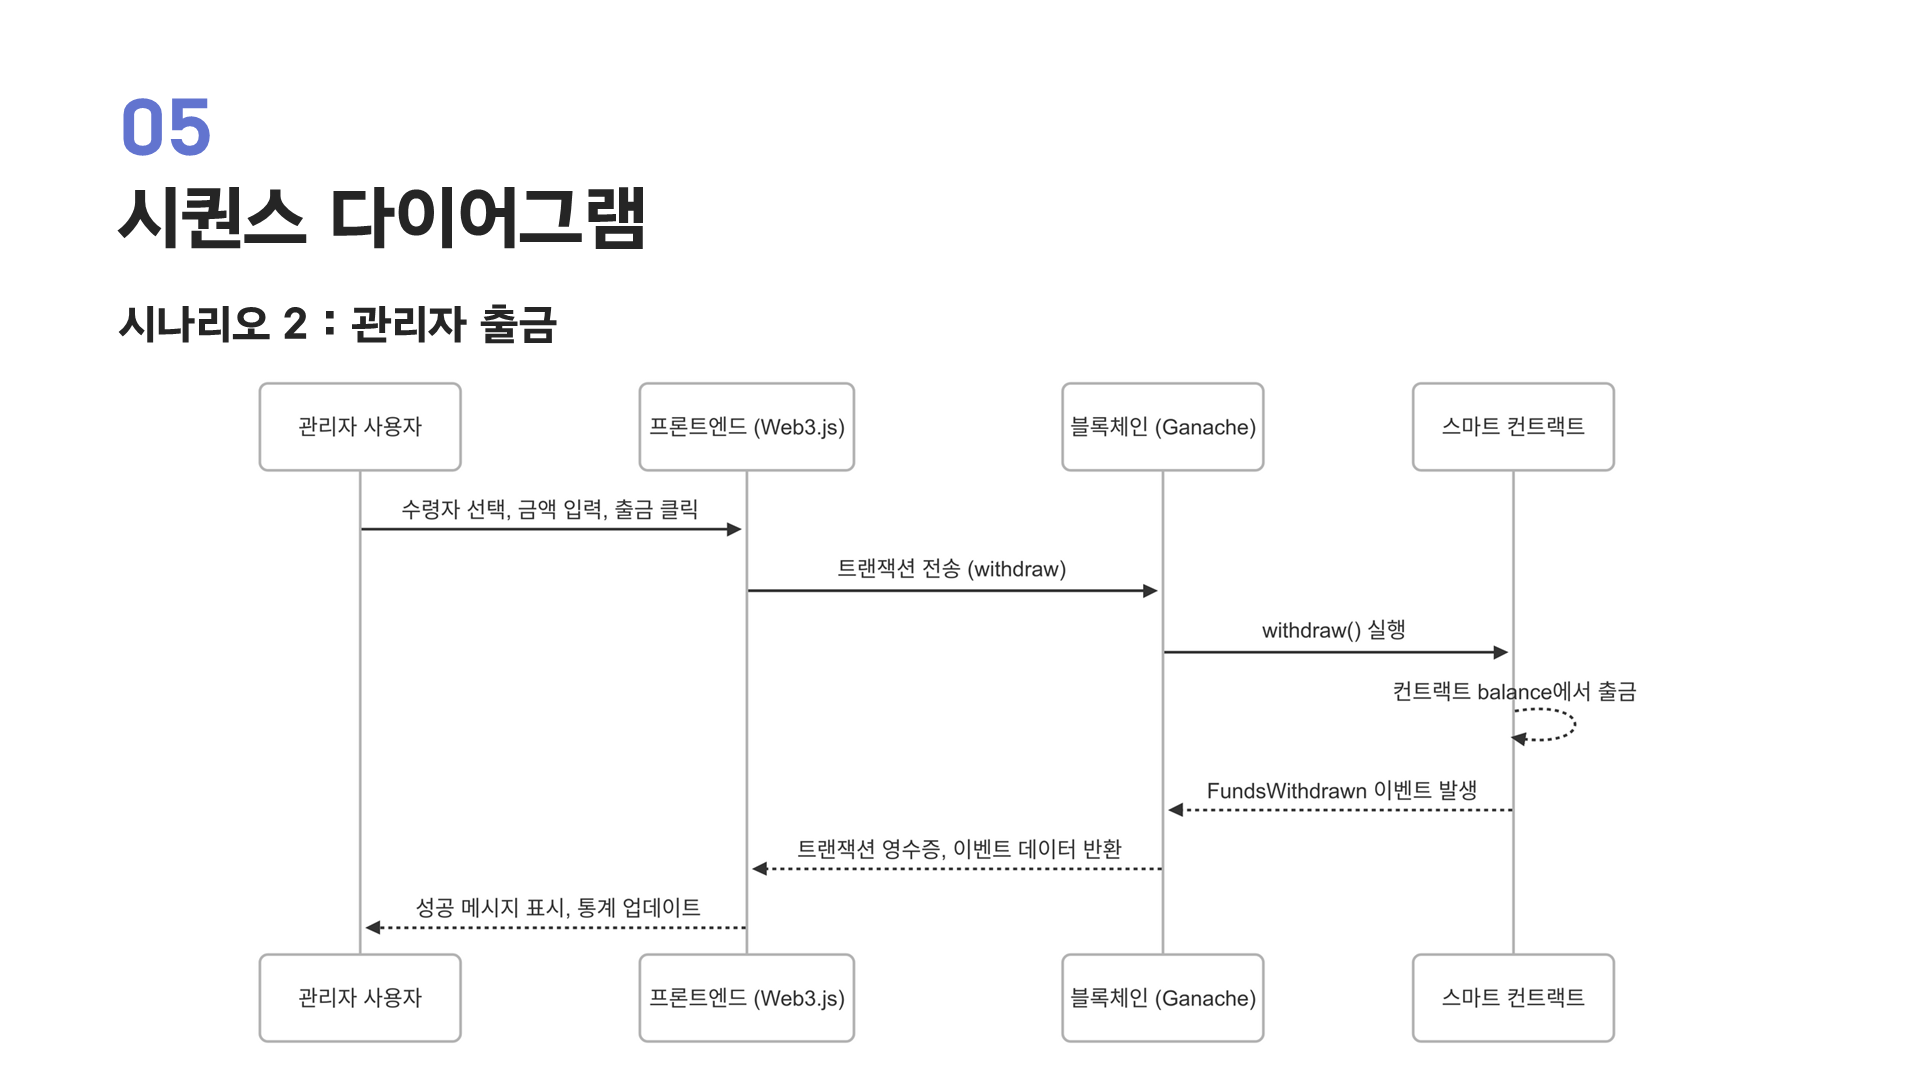 05
시퀀스 다이어그램
시나리오 2 : 관리자 출금
관리자 사용자
프론트엔드 (Web3.js)
블록체인 (Ganache)
스마트 컨트랙트
수령자 선택, 금액 입력, 출금 클릭
트랜잭션 전송 (withdraw)
withdraw() 실행
컨트랙트 balance에서 출금
FundsWithdrawn 이벤트 발생
트랜잭션 영수증, 이벤트 데이터 반환
성공 메시지 표시, 통계 업데이트
관리자 사용자
프론트엔드 (Web3.js)
블록체인 (Ganache)
스마트 컨트랙트